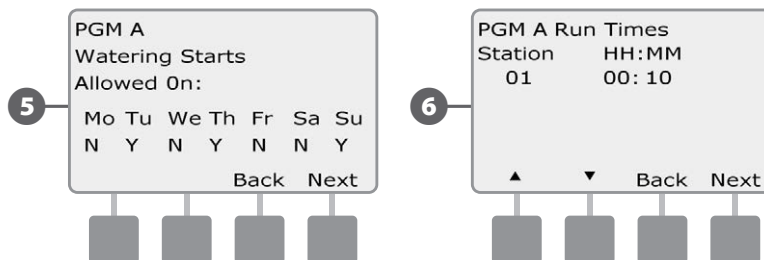 5
PGM A
Watering Starts
Allowed 0n:
Mo Tu We Th Fr Sa Su
N Y N Y N N Y
Back Next
6
PGM A Run Times
Station HH:MM
01 00: 10
▲ ▼ Back Next